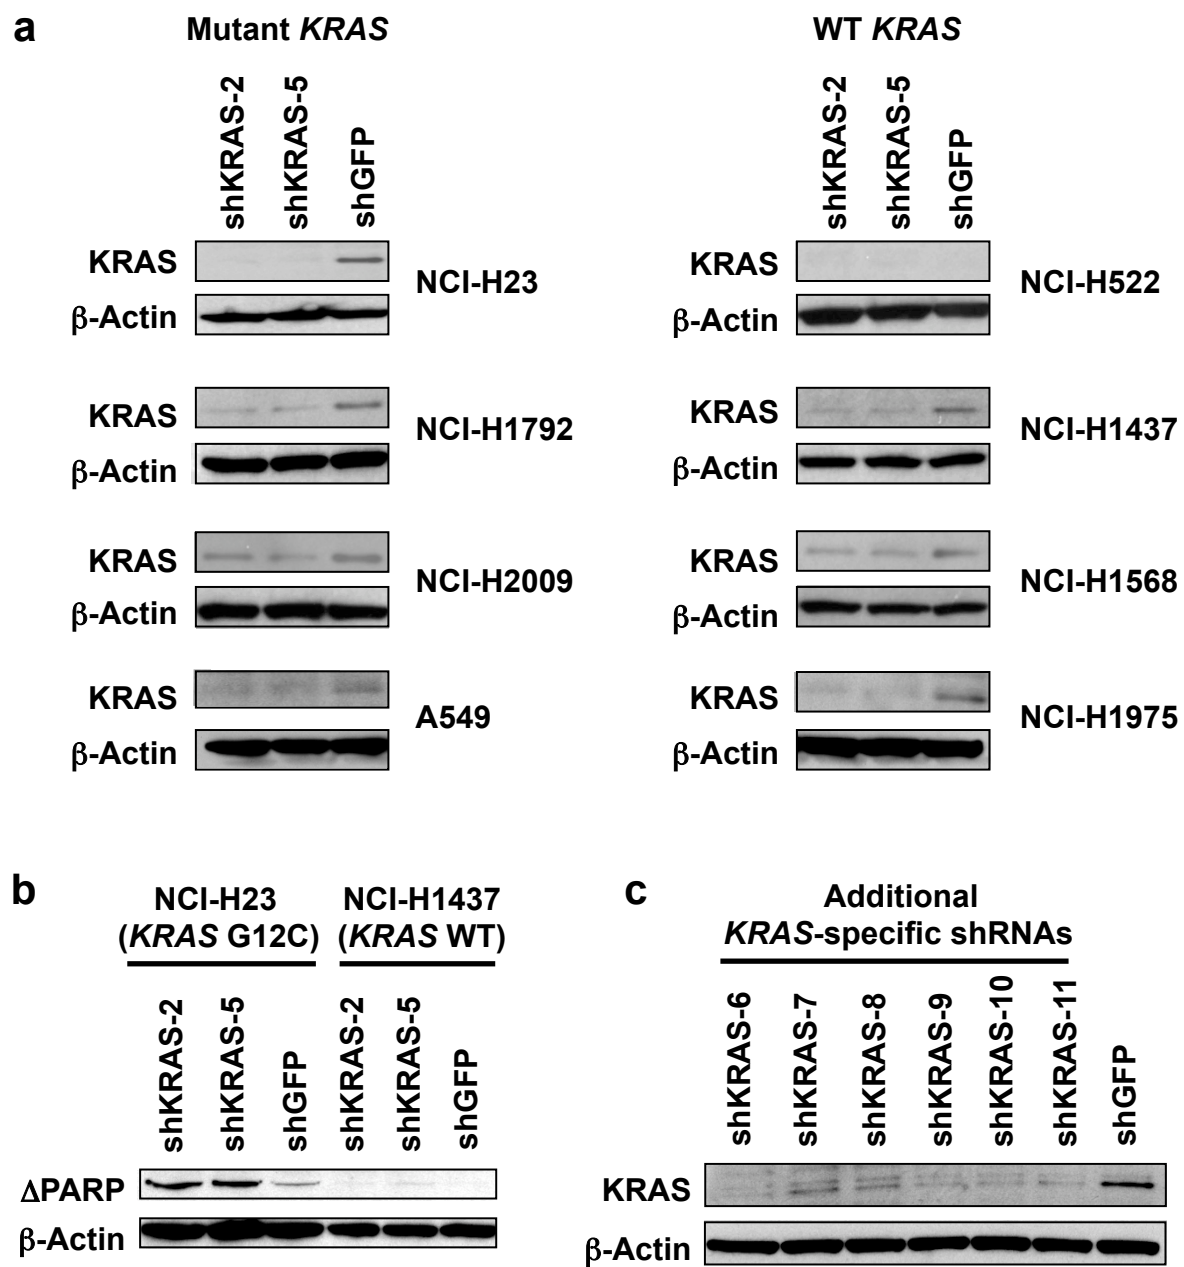 a
Mutant KRAS
WT KRAS
shKRAS-2
shKRAS-5
shGFP
shKRAS-2
shKRAS-5
shGFP
KRAS
β-Actin
NCI-H23
KRAS
β-Actin
NCI-H522
KRAS
β-Actin
NCI-H1792
KRAS
β-Actin
NCI-H1437
KRAS
β-Actin
NCI-H2009
KRAS
β-Actin
NCI-H1568
KRAS
β-Actin
A549
KRAS
β-Actin
NCI-H1975
b
NCI-H23
(KRAS G12C)
NCI-H1437
(KRAS WT)
shKRAS-2
shKRAS-5
shGFP
shKRAS-2
shKRAS-5
shGFP
ΔPARP
β-Actin
c
Additional
KRAS-specific shRNAs
shKRAS-6
shKRAS-7
shKRAS-8
shKRAS-9
shKRAS-10
shKRAS-11
shGFP
KRAS
β-Actin